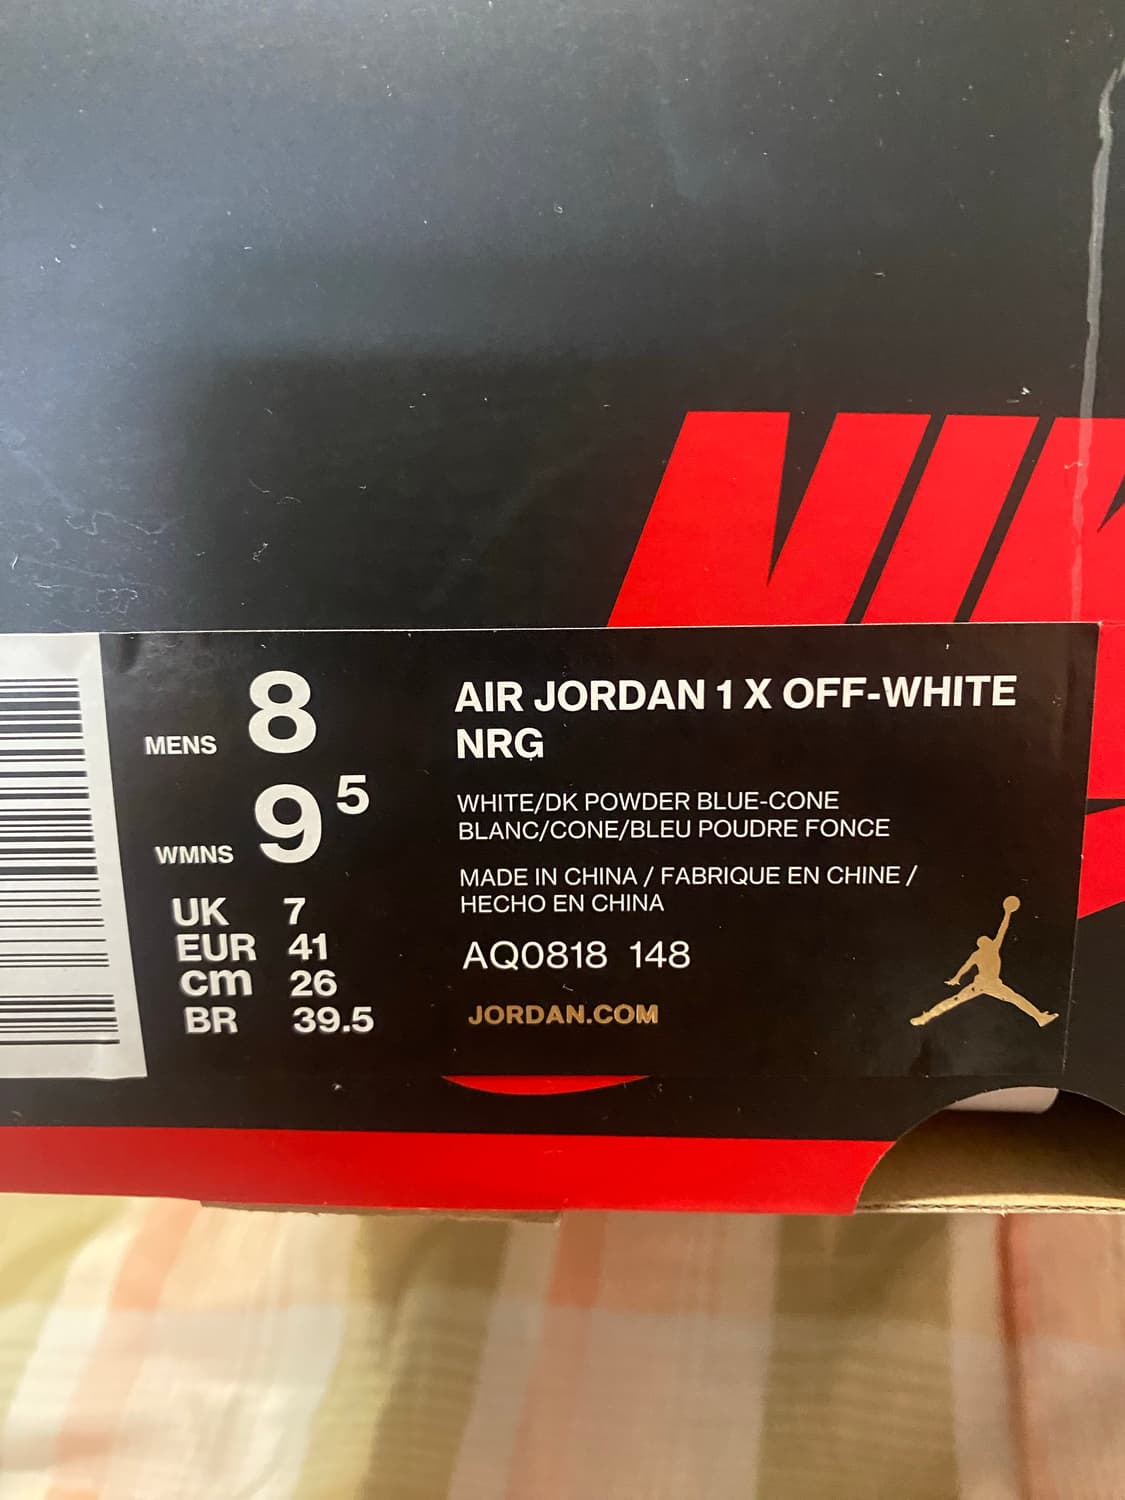 NIK
MENS 8
WMNS 9 5
UK 7
EUR 41
cm 26
BR 39.5
AIR JORDAN 1 X OFF-WHITE
NRG
WHITE/DK POWDER BLUE-CONE
BLANC/CONE/BLEU POUDRE FONCE
MADE IN CHINA / FABRIQUE EN CHINE /
HECHO EN CHINA
AQ0818 148
JORDAN.COM